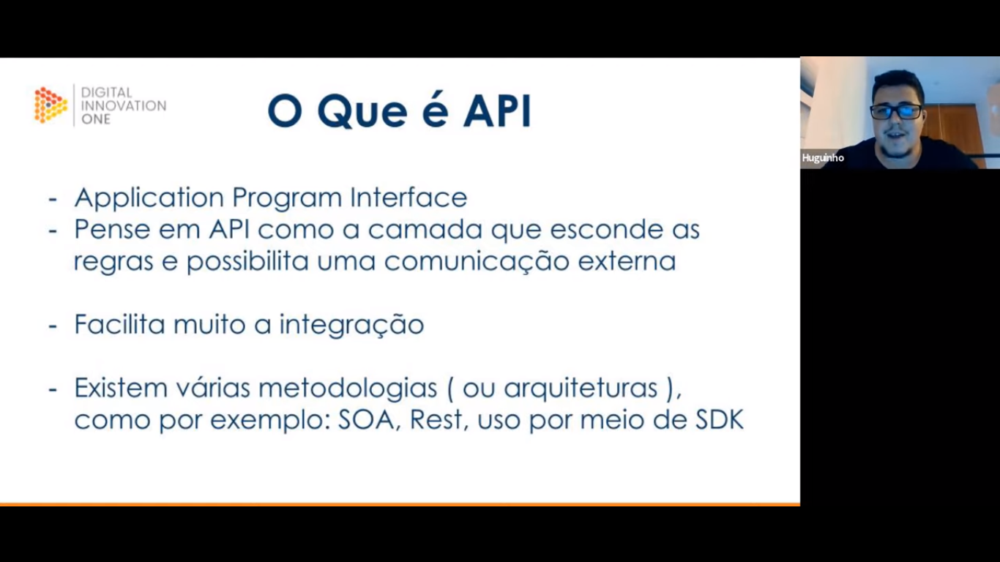 DIGITAL
INNOVATION
ONE
O Que é API
- Application Program Interface
- Pense em API como a camada que esconde as
regras e possibilita uma comunicação externa
- Facilita muito a integração
- Existem várias metodologias ( ou arquiteturas ),
como por exemplo: SOA, Rest, uso por meio de SDK
Huguinho